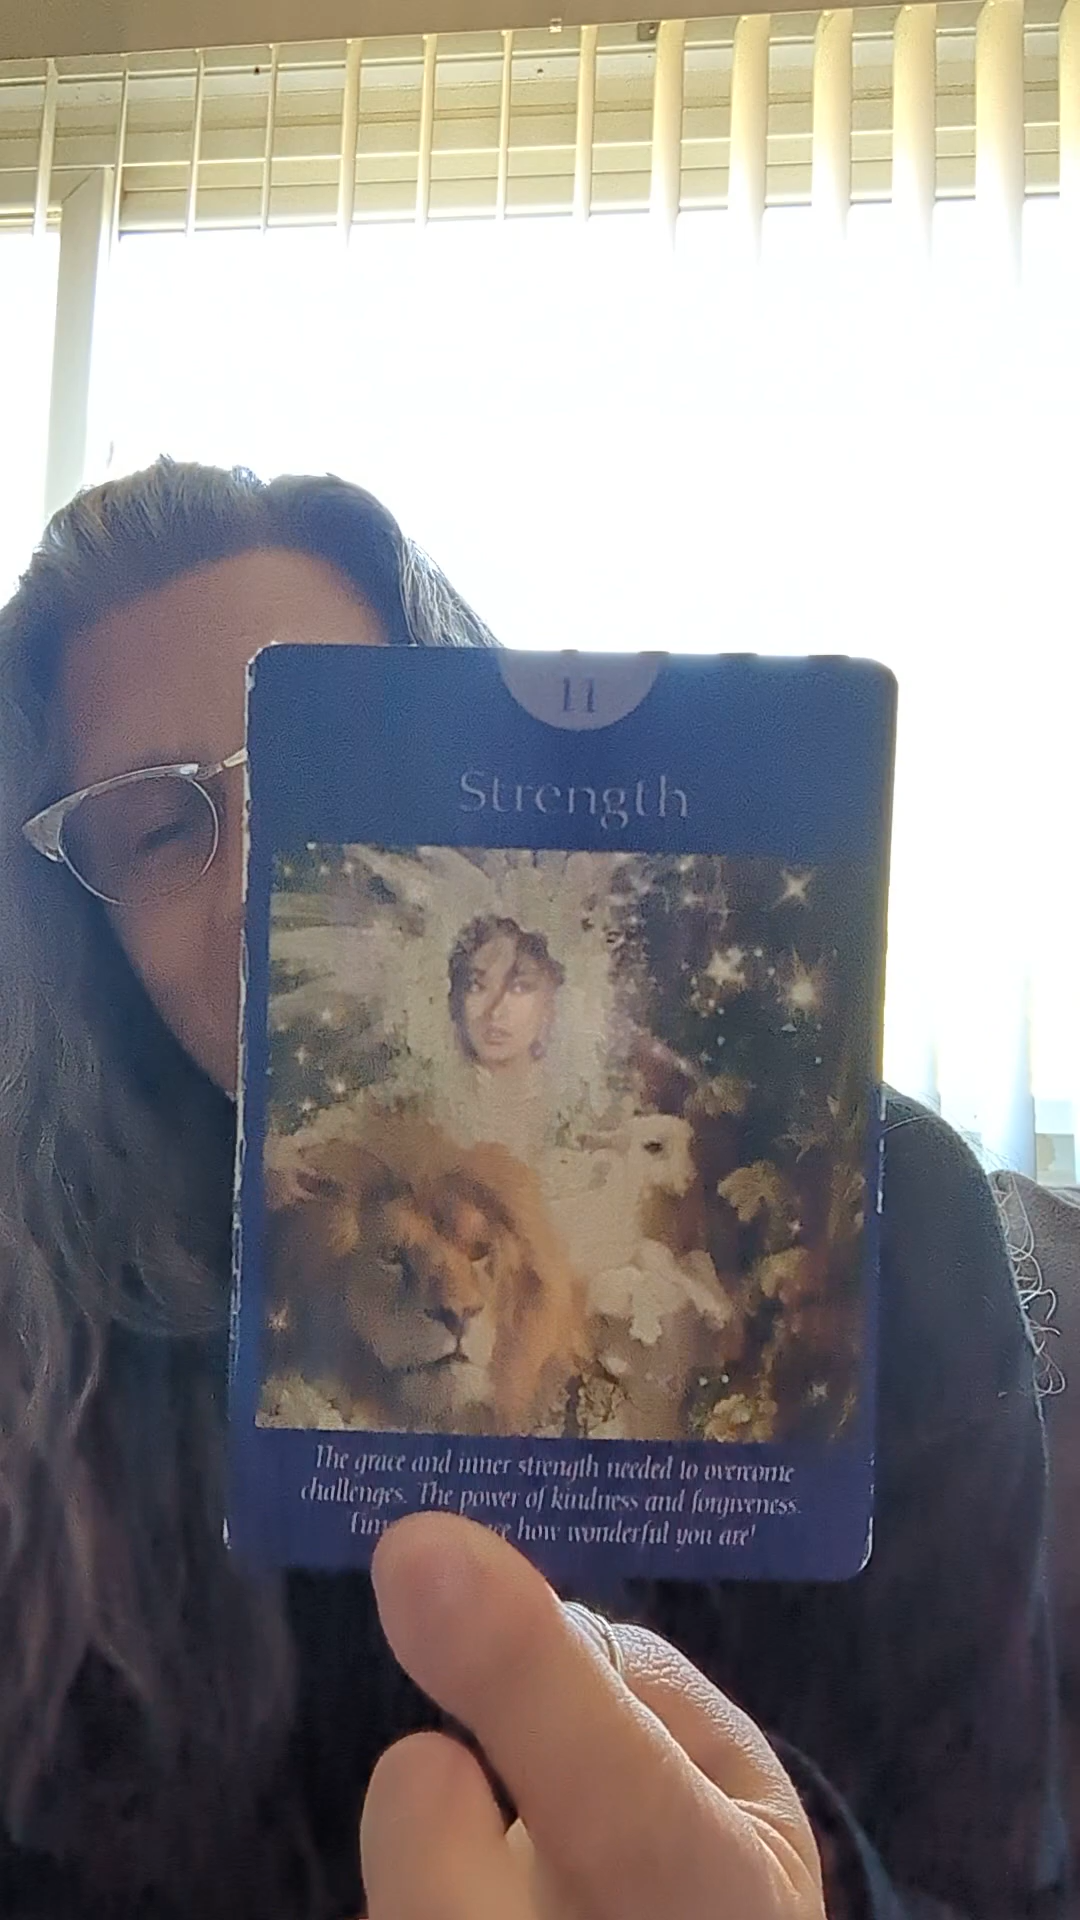 11
Strength
The grace and inner strength needed to overcome
challenges. The power of kindness and forgiveness.
how wonderful you are!